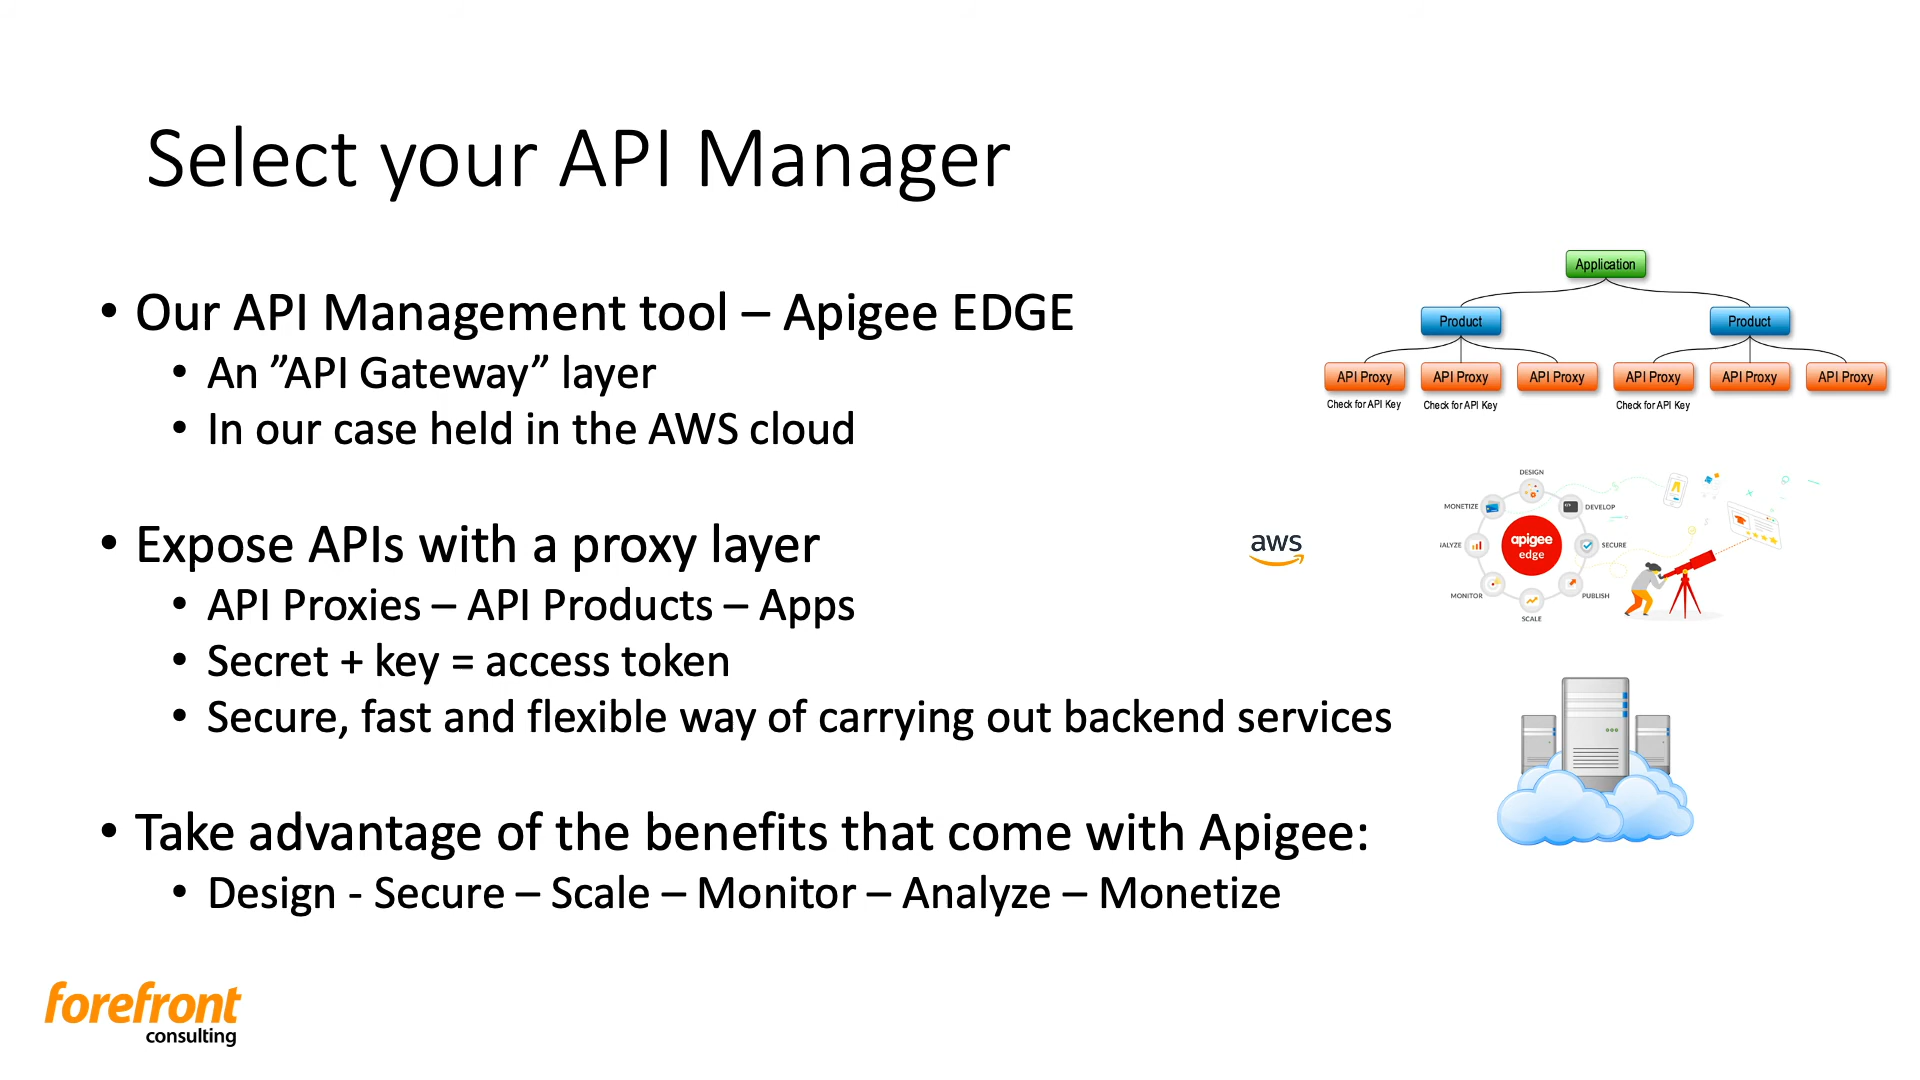 Select your API Manager
• Our API Management tool – Apigee EDGE
• An ”API Gateway” layer
• In our case held in the AWS cloud
• Expose APIs with a proxy layer
• API Proxies – API Products – Apps
• Secret + key = access token
• Secure, fast and flexible way of carrying out backend services
• Take advantage of the benefits that come with Apigee:
• Design - Secure – Scale – Monitor – Analyze – Monetize
Application
Product Product
API Proxy API Proxy API Proxy API Proxy API Proxy API Proxy
Check for API Key Check for API Key Check for API Key
aws
DESIGN
MONETIZE DEVELOP
ALYZE SECURE
apigee
edge
MONITOR PUBLISH
SCALE
forefront
consulting